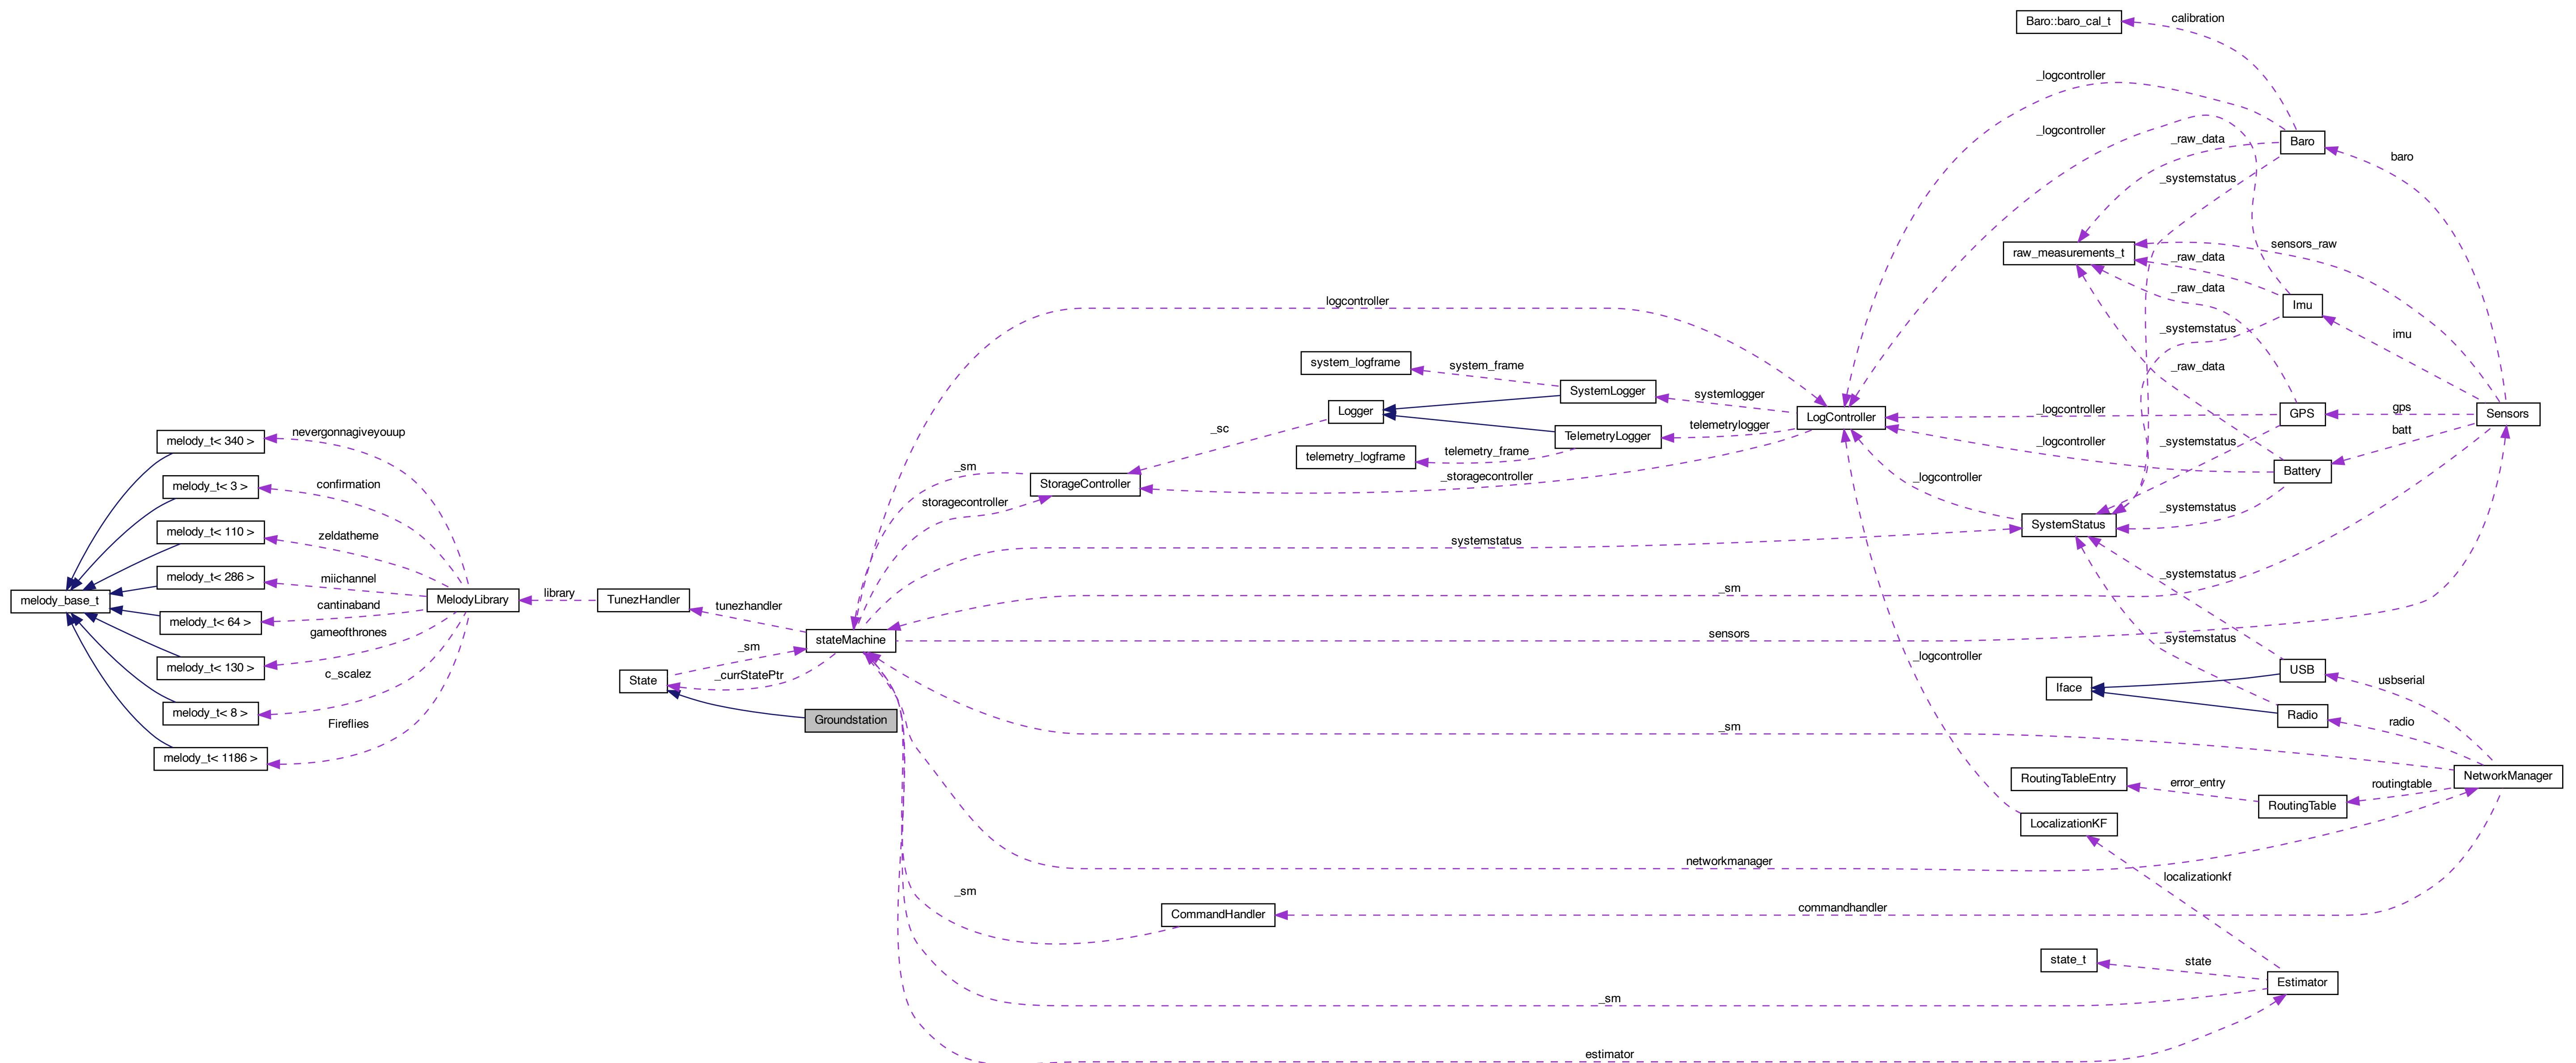 Baro::baro_cal_t
calibration
_logcontroller
_logcontroller
_raw_data
Baro
baro
_systemstatus
raw_measurements_t
sensors_raw
_raw_data
_raw_data
Imu
imu
logcontroller
_systemstatus
system_logframe
system_frame
_raw_data
SystemLogger
systemlogger
Logger
LogController
_logcontroller
GPS
gps
Sensors
_sc
telemetrylogger
TelemetryLogger
batt
melody_t< 340 >
nevergonnagiveyouup
telemetry_logframe
telemetry_frame
_logcontroller
_systemstatus
_sm
Battery
melody_t< 3 >
confirmation
StorageController
_storagecontroller
_logcontroller
storagecontroller
_systemstatus
melody_t< 110 >
zeldatheme
SystemStatus
systemstatus
melody_t< 286 >
miichannel
_systemstatus
_sm
melody_base_t
MelodyLibrary
library
TunezHandler
tunezhandler
melody_t< 64 >
cantinaband
gameofthrones
stateMachine
sensors
_systemstatus
_sm
_logcontroller
melody_t< 130 >
c_scalez
State
_currStatePtr
USB
usbserial
Iface
melody_t< 8 >
Fireflies
Groundstation
Radio
radio
_sm
melody_t< 1186 >
RoutingTableEntry
error_entry
RoutingTable
routingtable
NetworkManager
LocalizationKF
networkmanager
localizationkf
_sm
CommandHandler
commandhandler
state_t
state
Estimator
_sm
estimator